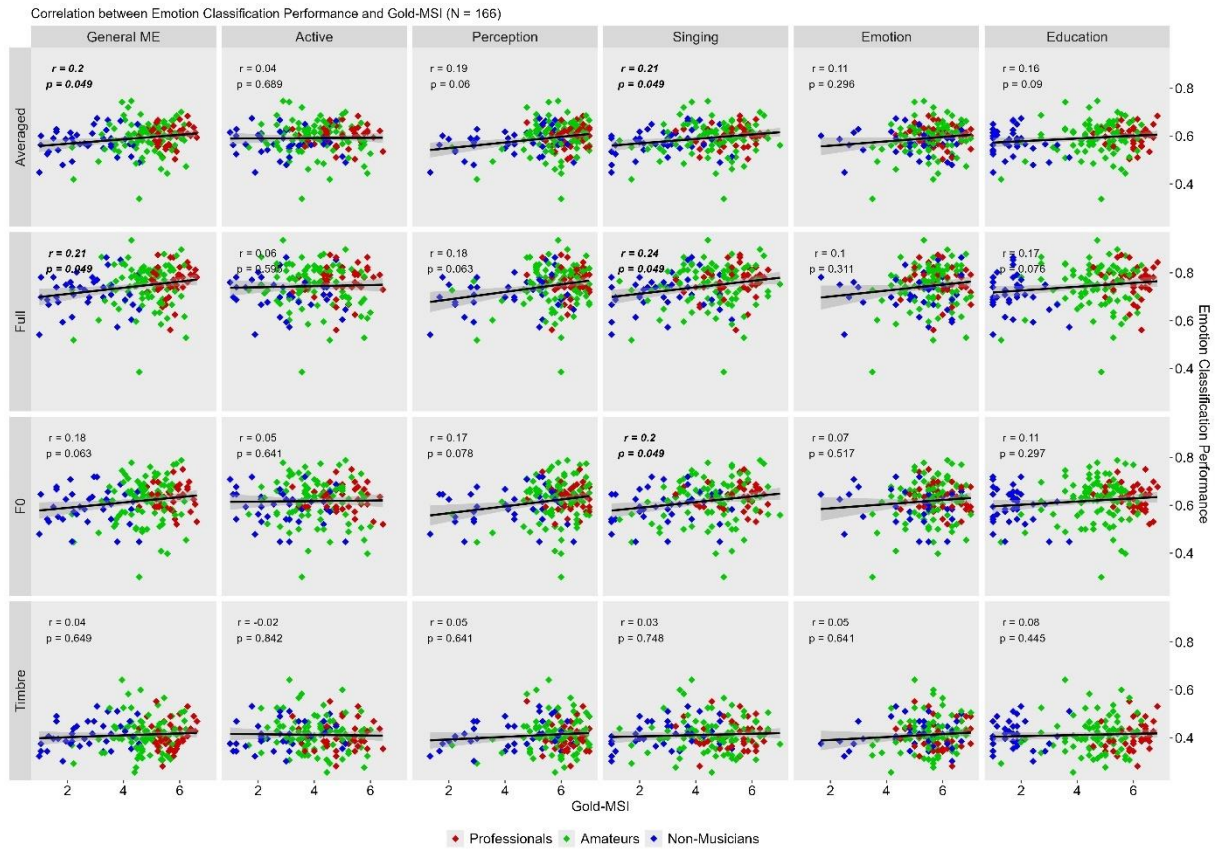 Correlation between Emotion Classification Performance and Gold-MSI (N = 166)
General ME Active Perception Singing Emotion Education
Averaged
r = 0.2
p = 0.049
r = 0.04
p = 0.689
r = 0.19
p = 0.06
r = 0.21
p = 0.049
r = 0.11
p = 0.296
r = 0.16
p = 0.09
0.8
0.6
0.4
Full
r = 0.21
p = 0.049
r = 0.06
r = 0.18
p = 0.063
r = 0.24
p = 0.049
r = 0.1
p = 0.311
r = 0.17
p = 0.076
0.8
0.6
0.4
F0
r = 0.18
p = 0.063
r = 0.05
p = 0.641
r = 0.17
p = 0.078
r = 0.2
p = 0.049
r = 0.07
p = 0.517
r = 0.11
p = 0.297
0.8
0.6
0.4
Timbre
r = 0.04
p = 0.649
r = -0.02
p = 0.842
r = 0.05
p = 0.641
r = 0.03
p = 0.748
r = 0.05
p = 0.641
r = 0.08
p = 0.445
0.8
0.6
0.4
Emotion Classification Performance
2 4 6 2 4 6 2 4 6 2 4 6 2 4 6 2 4 6
Gold-MSI
Professionals Amateurs Non-Musicians